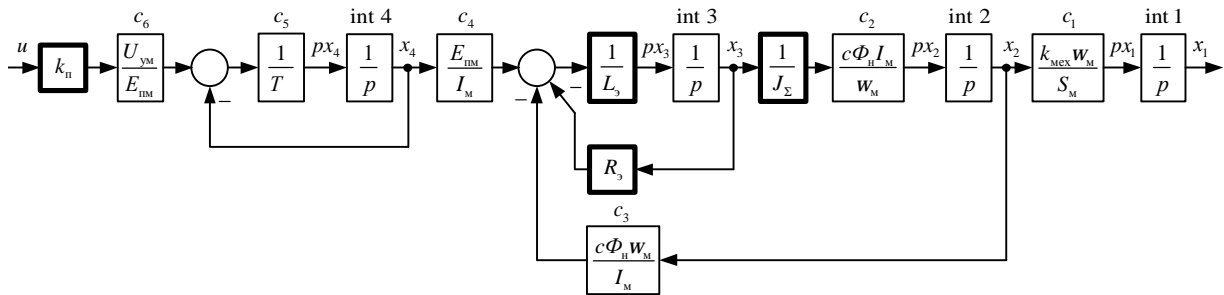 c₆ c₅ int 4 c₄ int 3 c₂ int 2 c₁ int 1
u kп Uум/Eпм − 1/T px₄ 1/p x₄ Eпм/Iм − − 1/Lэ px₃ 1/p x₃ 1/J_Σ cΦнIм/wм px₂ 1/p x₂ kмехwм/Sм px₁ 1/p x₁
Rэ
c₃
cΦнwм/Iм